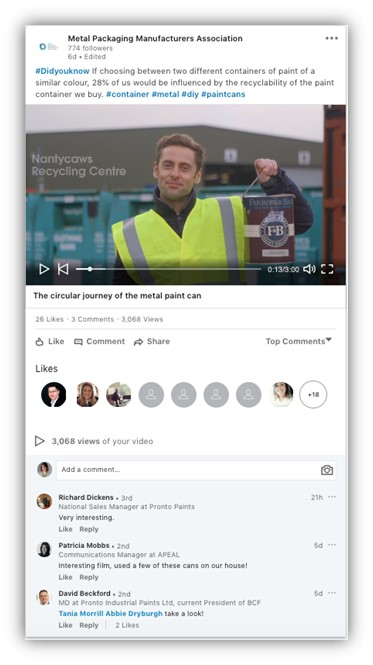 Metal Packaging Manufacturers Association
774 followers
6d • Edited
#Didyouknow If choosing between two different containers of paint of a
similar colour, 28% of us would be influenced by the recyclability of the paint
container we buy. #container #metal #diy #paintcans
Nantycaws
Recycling Centre
FARROW & BALL
F&B
0:13/3:00
The circular journey of the metal paint can
26 Likes · 3 Comments · 3,068 Views
Like Comment Share Top Comments
Likes
+18
3,068 views of your video
Add a comment...
Richard Dickens • 3rd 21h
National Sales Manager at Pronto Paints
Very interesting.
Like Reply
Patricia Mobbs • 2nd 5d
Communications Manager at APEAL
Interesting film, used a few of these cans on our house!
Like Reply
David Beckford • 2nd 5d
MD at Pronto Industrial Paints Ltd, current President of BCF
Tania Morrill Abbie Dryburgh take a look!
Like Reply 2 Likes